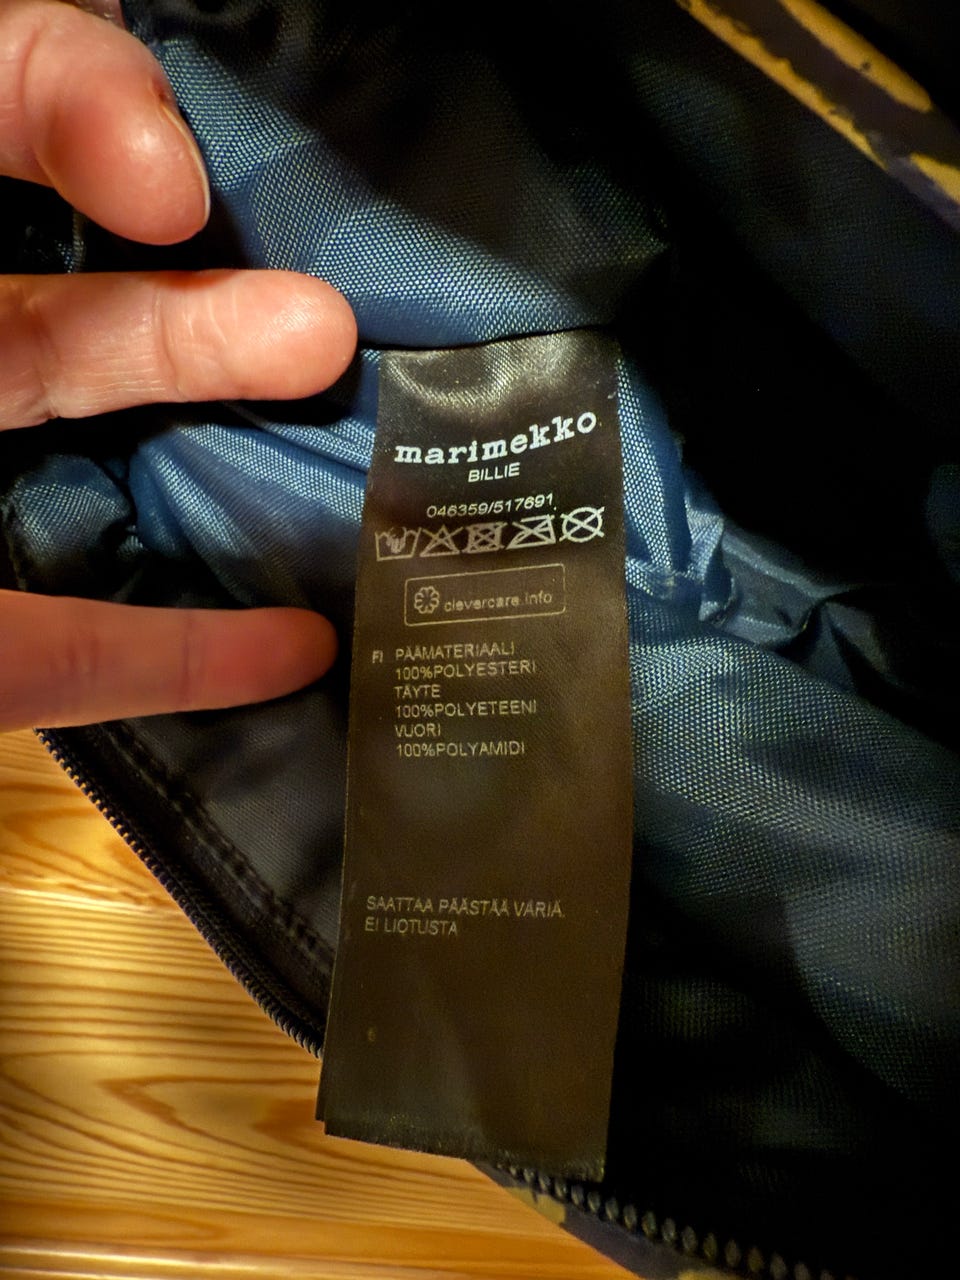 marimekko
BILLIE
046359/517691
clevercare.info
FI PÄÄMATERIAALI
100%POLYESTERI
TÄYTE
100%POLYETEENI
VUORI
100%POLYAMIDI
SAATTAA PÄÄSTÄÄ VÄRIÄ.
EI LIOTUSTA